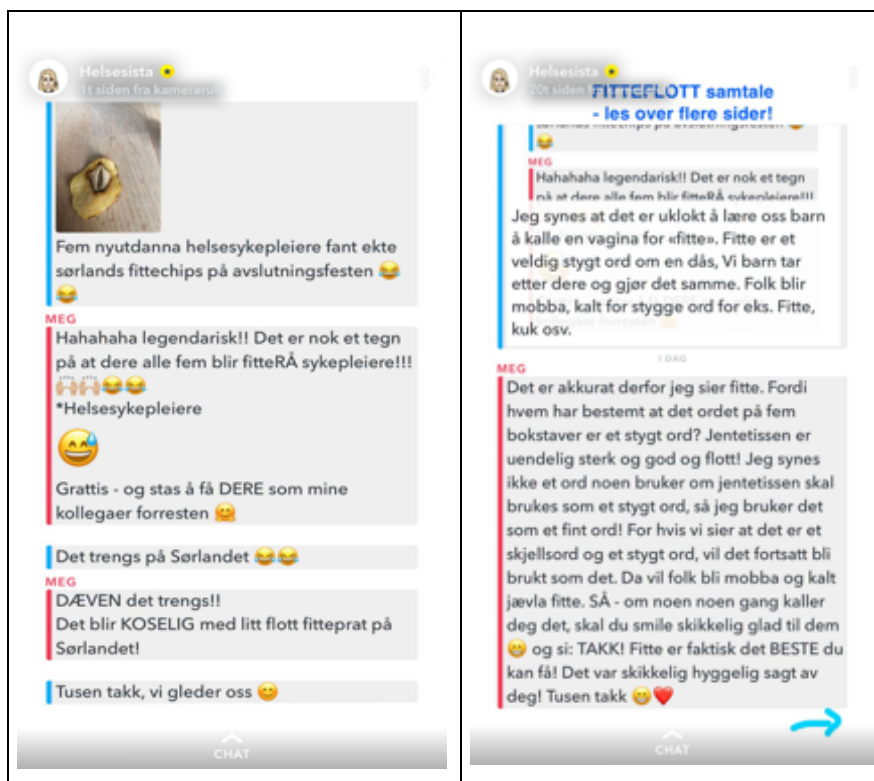 Helsesista
1t siden fra kamerarull
Fem nyutdanna helsesykepleiere fant ekte
sørlands fittechips på avslutningsfesten 😂
😂
MEG
Hahahaha legendarisk!! Det er nok et tegn
på at dere alle fem blir fitteRÅ sykepleiere!!!
🙌🏼🙌🏼😂😂
*Helsesykepleiere
😅
Grattis - og stas å få DERE som mine
kollegaer forresten 🤗
Det trengs på Sørlandet 😂😂
MEG
DÆVEN det trengs!!
Det blir KOSELIG med litt flott fitteprat på
Sørlandet!
Tusen takk, vi gleder oss 😊
CHAT
Helsesista
20t siden
FITTEFLOTT samtale
- les over flere sider!
sørlands fittechips på avslutningsfesten 😂
😂
MEG
Hahahaha legendarisk!! Det er nok et tegn
på at dere alle fem blir fitteRÅ sykepleiere!!!
Jeg synes at det er uklokt å lære oss barn
å kalle en vagina for «fitte». Fitte er et
veldig stygt ord om en dås, Vi barn tar
etter dere og gjør det samme. Folk blir
mobba, kalt for stygge ord for eks. Fitte,
kuk osv.
I DAG
MEG
Det er akkurat derfor jeg sier fitte. Fordi
hvem har bestemt at det ordet på fem
bokstaver er et stygt ord? Jentetissen er
uendelig sterk og god og flott! Jeg synes
ikke et ord noen bruker om jentetissen skal
brukes som et stygt ord, så jeg bruker det
som et fint ord! For hvis vi sier at det er et
skjellsord og et stygt ord, vil det fortsatt bli
brukt som det. Da vil folk bli mobba og kalt
jævla fitte. SÅ - om noen noen gang kaller
deg det, skal du smile skikkelig glad til dem
😁 og si: TAKK! Fitte er faktisk det BESTE du
kan få! Det var skikkelig hyggelig sagt av
deg! Tusen takk 😁❤️
CHAT